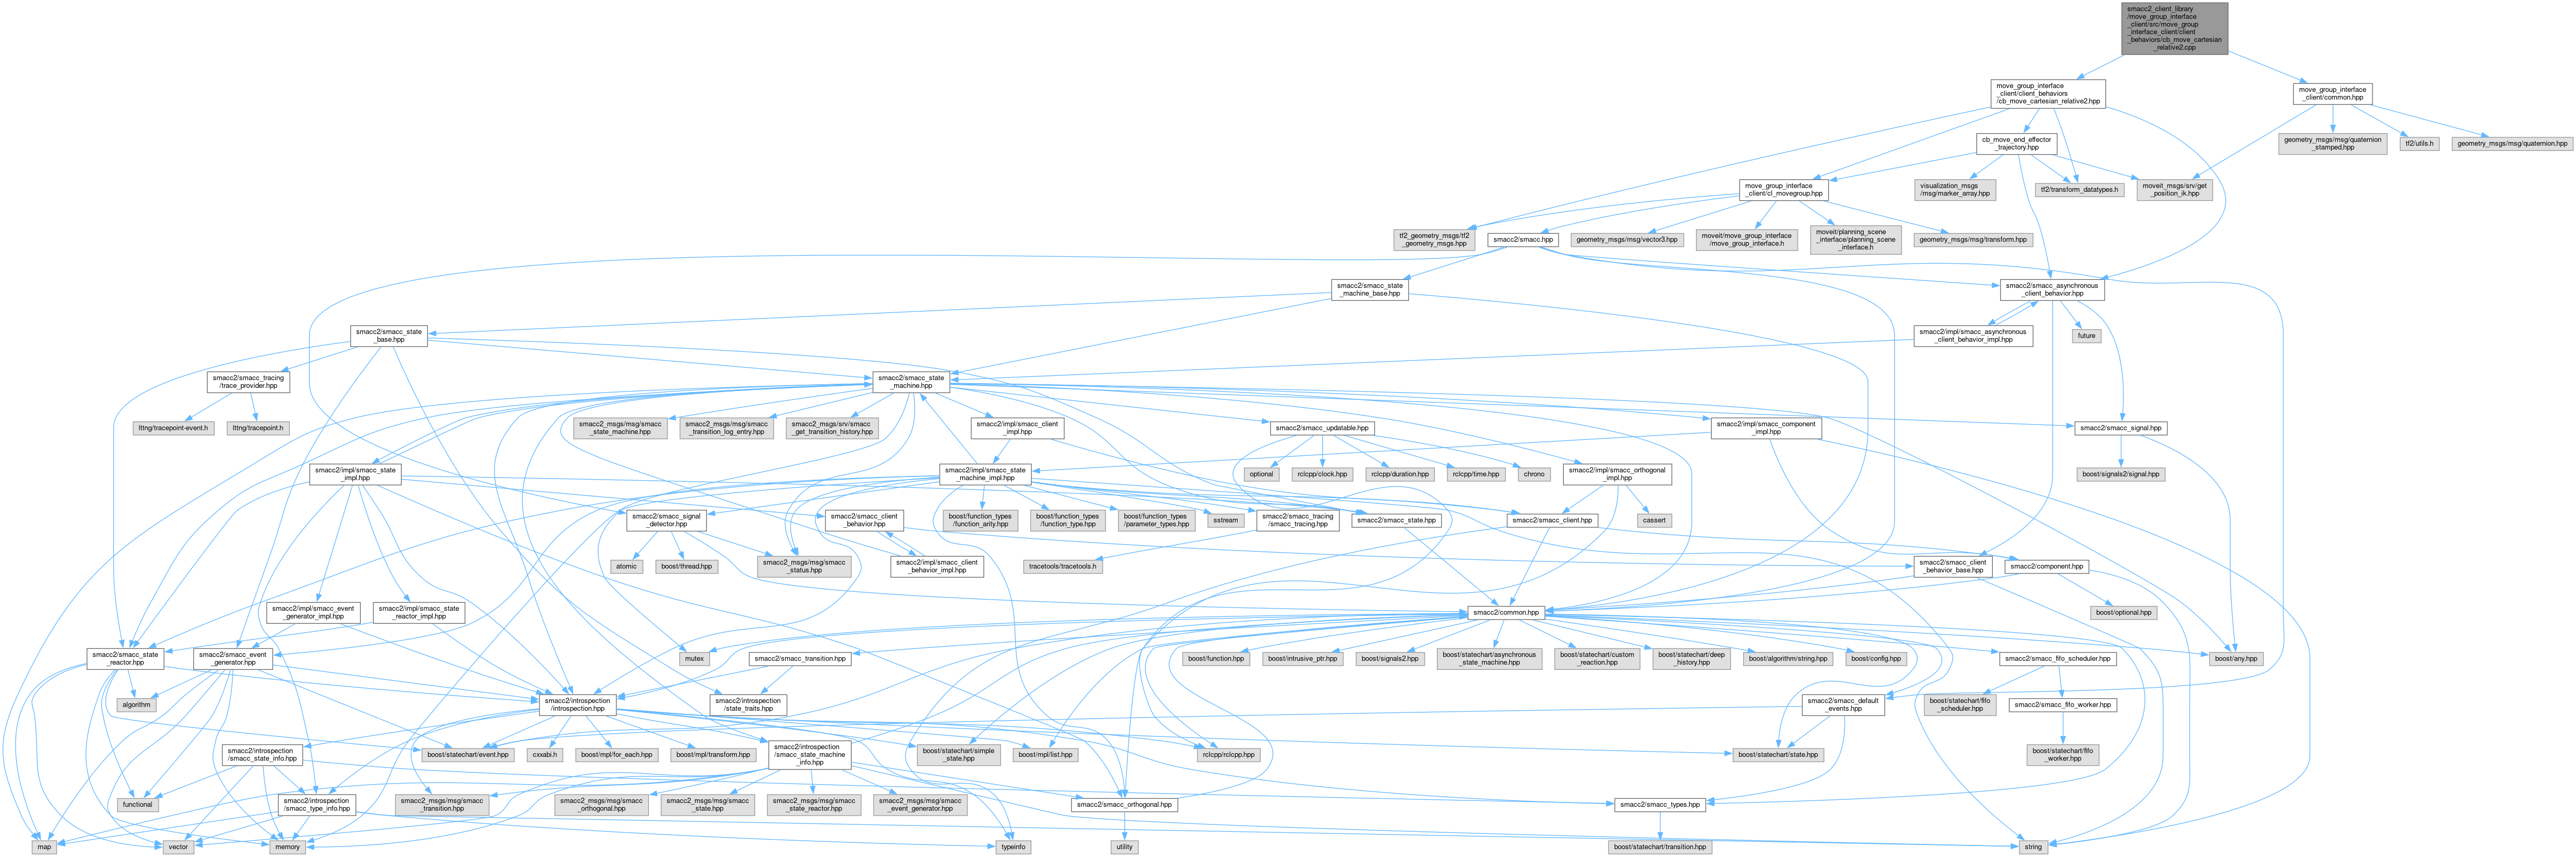 smacc2_client_library
/move_group_interface
_client/src/move_group
_interface_client/client
_behaviors/cb_move_cartesian
_relative2.cpp
move_group_interface
_client/client_behaviors
/cb_move_cartesian_relative2.hpp
move_group_interface
_client/common.hpp
cb_move_end_effector
_trajectory.hpp
geometry_msgs/msg/quaternion
_stamped.hpp
tf2/utils.h
geometry_msgs/msg/quaternion.hpp
move_group_interface
_client/cl_movegroup.hpp
visualization_msgs
/msg/marker_array.hpp
tf2/transform_datatypes.h
moveit_msgs/srv/get
_position_ik.hpp
tf2_geometry_msgs/tf2
_geometry_msgs.hpp
smacc2/smacc.hpp
geometry_msgs/msg/vector3.hpp
moveit/move_group_interface
/move_group_interface.h
moveit/planning_scene
_interface/planning_scene
_interface.h
geometry_msgs/msg/transform.hpp
smacc2/smacc_state
_machine_base.hpp
smacc2/smacc_asynchronous
_client_behavior.hpp
smacc2/smacc_state
_base.hpp
smacc2/impl/smacc_asynchronous
_client_behavior_impl.hpp
future
smacc2/smacc_tracing
/trace_provider.hpp
smacc2/smacc_state
_machine.hpp
lttng/tracepoint-event.h
lttng/tracepoint.h
smacc2_msgs/msg/smacc
_state_machine.hpp
smacc2_msgs/msg/smacc
_transition_log_entry.hpp
smacc2_msgs/srv/smacc
_get_transition_history.hpp
smacc2/impl/smacc_client
_impl.hpp
smacc2/smacc_updatable.hpp
smacc2/impl/smacc_component
_impl.hpp
smacc2/smacc_signal.hpp
smacc2/impl/smacc_state
_impl.hpp
smacc2/impl/smacc_state
_machine_impl.hpp
optional
rclcpp/clock.hpp
rclcpp/duration.hpp
rclcpp/time.hpp
chrono
smacc2/impl/smacc_orthogonal
_impl.hpp
boost/signals2/signal.hpp
smacc2/smacc_signal
_detector.hpp
smacc2/smacc_client
_behavior.hpp
boost/function_types
/function_arity.hpp
boost/function_types
/function_type.hpp
boost/function_types
/parameter_types.hpp
sstream
smacc2/smacc_tracing
/smacc_tracing.hpp
smacc2/smacc_state.hpp
smacc2/smacc_client.hpp
cassert
atomic
boost/thread.hpp
smacc2_msgs/msg/smacc
_status.hpp
smacc2/impl/smacc_client
_behavior_impl.hpp
tracetools/tracetools.h
smacc2/smacc_client
_behavior_base.hpp
smacc2/component.hpp
smacc2/impl/smacc_event
_generator_impl.hpp
smacc2/impl/smacc_state
_reactor_impl.hpp
smacc2/common.hpp
boost/optional.hpp
smacc2/smacc_state
_reactor.hpp
smacc2/smacc_event
_generator.hpp
mutex
smacc2/smacc_transition.hpp
boost/function.hpp
boost/intrusive_ptr.hpp
boost/signals2.hpp
boost/statechart/asynchronous
_state_machine.hpp
boost/statechart/custom
_reaction.hpp
boost/statechart/deep
_history.hpp
boost/algorithm/string.hpp
boost/config.hpp
smacc2/smacc_fifo_scheduler.hpp
boost/any.hpp
algorithm
smacc2/introspection
/introspection.hpp
smacc2/introspection
/state_traits.hpp
smacc2/smacc_default
_events.hpp
boost/statechart/fifo
_scheduler.hpp
smacc2/smacc_fifo_worker.hpp
smacc2/introspection
/smacc_state_info.hpp
boost/statechart/event.hpp
cxxabi.h
boost/mpl/for_each.hpp
boost/mpl/transform.hpp
smacc2/introspection
/smacc_state_machine
_info.hpp
boost/statechart/simple
_state.hpp
boost/mpl/list.hpp
rclcpp/rclcpp.hpp
boost/statechart/state.hpp
boost/statechart/fifo
_worker.hpp
functional
smacc2/introspection
/smacc_type_info.hpp
smacc2_msgs/msg/smacc
_transition.hpp
smacc2_msgs/msg/smacc
_orthogonal.hpp
smacc2_msgs/msg/smacc
_state.hpp
smacc2_msgs/msg/smacc
_state_reactor.hpp
smacc2_msgs/msg/smacc
_event_generator.hpp
smacc2/smacc_orthogonal.hpp
smacc2/smacc_types.hpp
map
vector
memory
typeinfo
utility
boost/statechart/transition.hpp
string